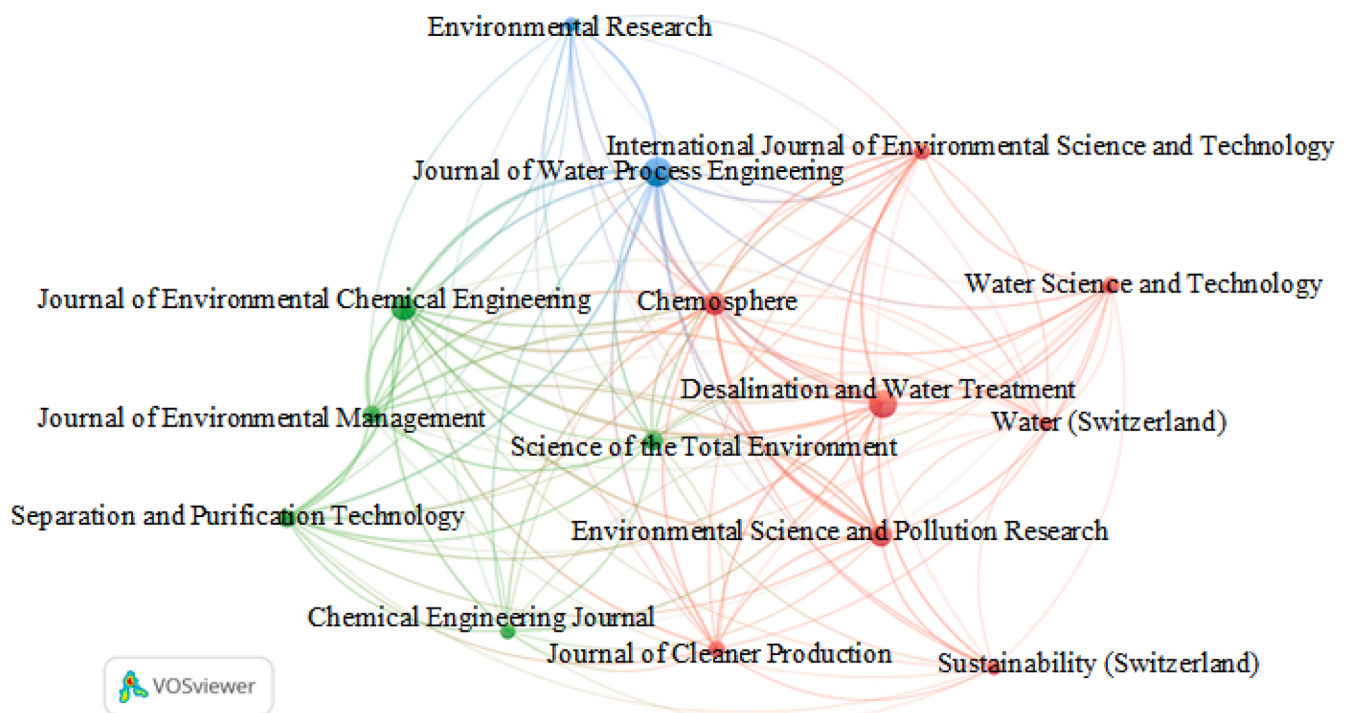 Environmental Research
International Journal of Environmental Science and Technology
Journal of Water Process Engineering
Water Science and Technology
Journal of Environmental Chemical Engineering
Chemosphere
Desalination and Water Treatment
Journal of Environmental Management
Water (Switzerland)
Science of the Total Environment
Separation and Purification Technology
Environmental Science and Pollution Research
Chemical Engineering Journal
Journal of Cleaner Production
Sustainability (Switzerland)
VOSviewer